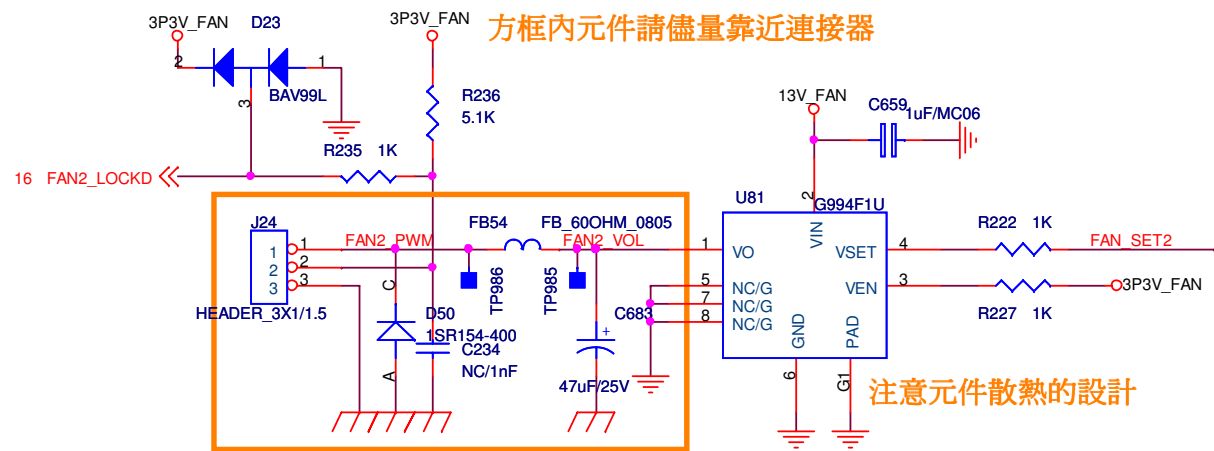 3P3V_FAN
D23
3P3V_FAN
方框內元件請儘量靠近連接器
2
1
BAV99L
3
R236
5.1K
13V_FAN
C659
1uF/MC06
R235 1K
16 FAN2_LOCKD
J24
FB54
FB_60OHM_0805
U81
G994F1U
R222 1K
1
1
FAN2_PWM
FAN2_VOL
1
VO
VIN
2
VSET
4
FAN_SET2
2
2
3
3
TP986
TP985
5
NC/G
7
NC/G
8
NC/G
VEN
3
3P3V_FAN
R227 1K
HEADER_3X1/1.5
C
D50
1SR154-400
C234
NC/1nF
A
C683
+
47uF/25V
GND
PAD
6
G1
注意元件散熱的設計